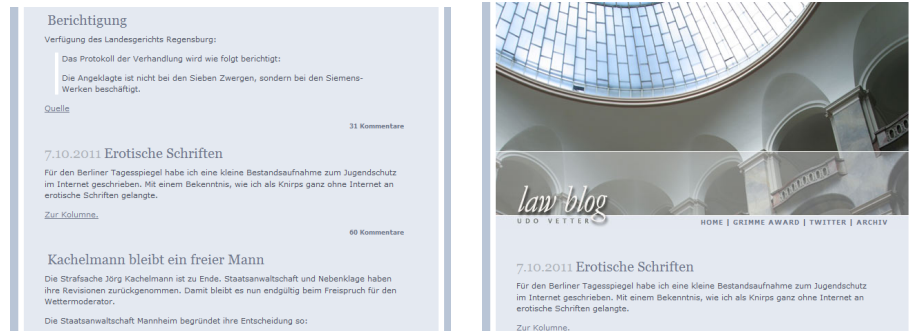 Berichtigung
Verfügung des Landesgerichts Regensburg:
Das Protokoll der Verhandlung wird wie folgt berichtigt:
Die Angeklagte ist nicht bei den Sieben Zwergen, sondern bei den Siemens-
Werken beschäftigt.
Quelle
31 Kommentare
7.10.2011 Erotische Schriften
Für den Berliner Tagesspiegel habe ich eine kleine Bestandsaufnahme zum Jugendschutz
im Internet geschrieben. Mit einem Bekenntnis, wie ich als Knirps ganz ohne Internet an
erotische Schriften gelangte.
Zur Kolumne.
60 Kommentare
Kachelmann bleibt ein freier Mann
Die Strafsache Jörg Kachelmann ist zu Ende. Staatsanwaltschaft und Nebenklage haben
ihre Revisionen zurückgenommen. Damit bleibt es nun endgültig beim Freispruch für den
Wettermoderator.
Die Staatsanwaltschaft Mannheim begründet ihre Entscheidung so:
law blog
UDO VETTER
HOME | GRIMME AWARD | TWITTER | ARCHIV
7.10.2011 Erotische Schriften
Für den Berliner Tagesspiegel habe ich eine kleine Bestandsaufnahme zum Jugendschutz
im Internet geschrieben. Mit einem Bekenntnis, wie ich als Knirps ganz ohne Internet an
erotische Schriften gelangte.
Zur Kolumne.